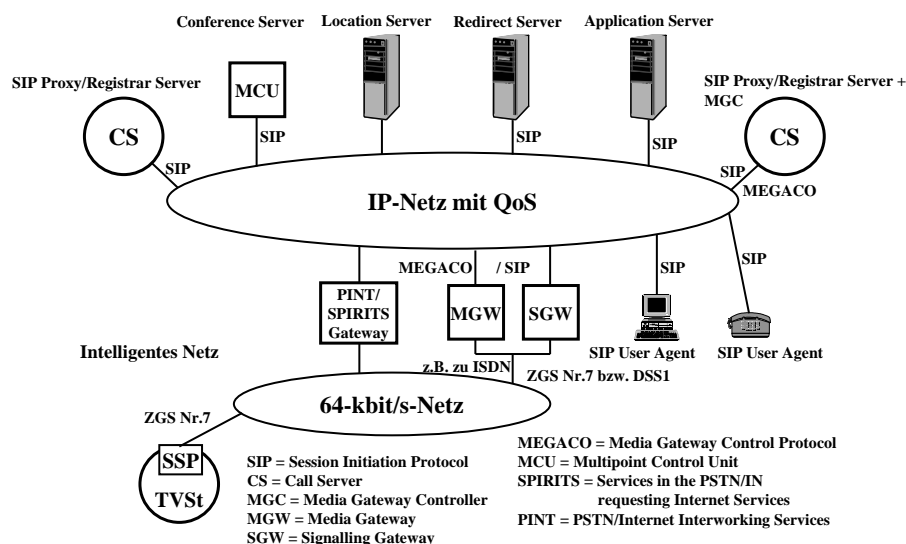 Conference Server
Location Server
Redirect Server
Application Server
SIP Proxy/Registrar Server
MCU
SIP Proxy/Registrar Server +
MGC
CS
CS
SIP
SIP
SIP
SIP
SIP
SIP
MEGACO
IP-Netz mit QoS
MEGACO / SIP
SIP
SIP
PINT/
SPIRITS
Gateway
MGW
SGW
Intelligentes Netz
SIP User Agent
SIP User Agent
z.B. zu ISDN
ZGS Nr.7 bzw. DSS1
64-kbit/s-Netz
ZGS Nr.7
SSP
TVSt
SIP = Session Initiation Protocol
CS = Call Server
MGC = Media Gateway Controller
MGW = Media Gateway
SGW = Signalling Gateway
MEGACO = Media Gateway Control Protocol
MCU = Multipoint Control Unit
SPIRITS = Services in the PSTN/IN
requesting Internet Services
PINT = PSTN/Internet Interworking Services